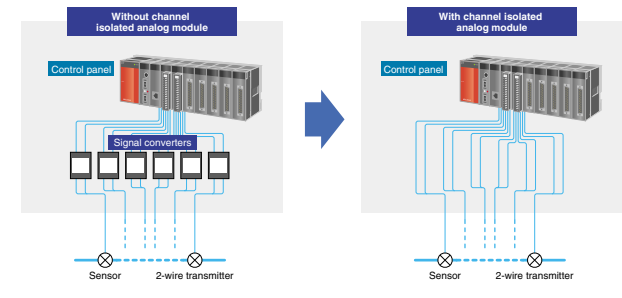 Without channel
isolated analog module
Control panel
Signal converters
Sensor
2-wire transmitter
With channel isolated
analog module
Control panel
Sensor
2-wire transmitter